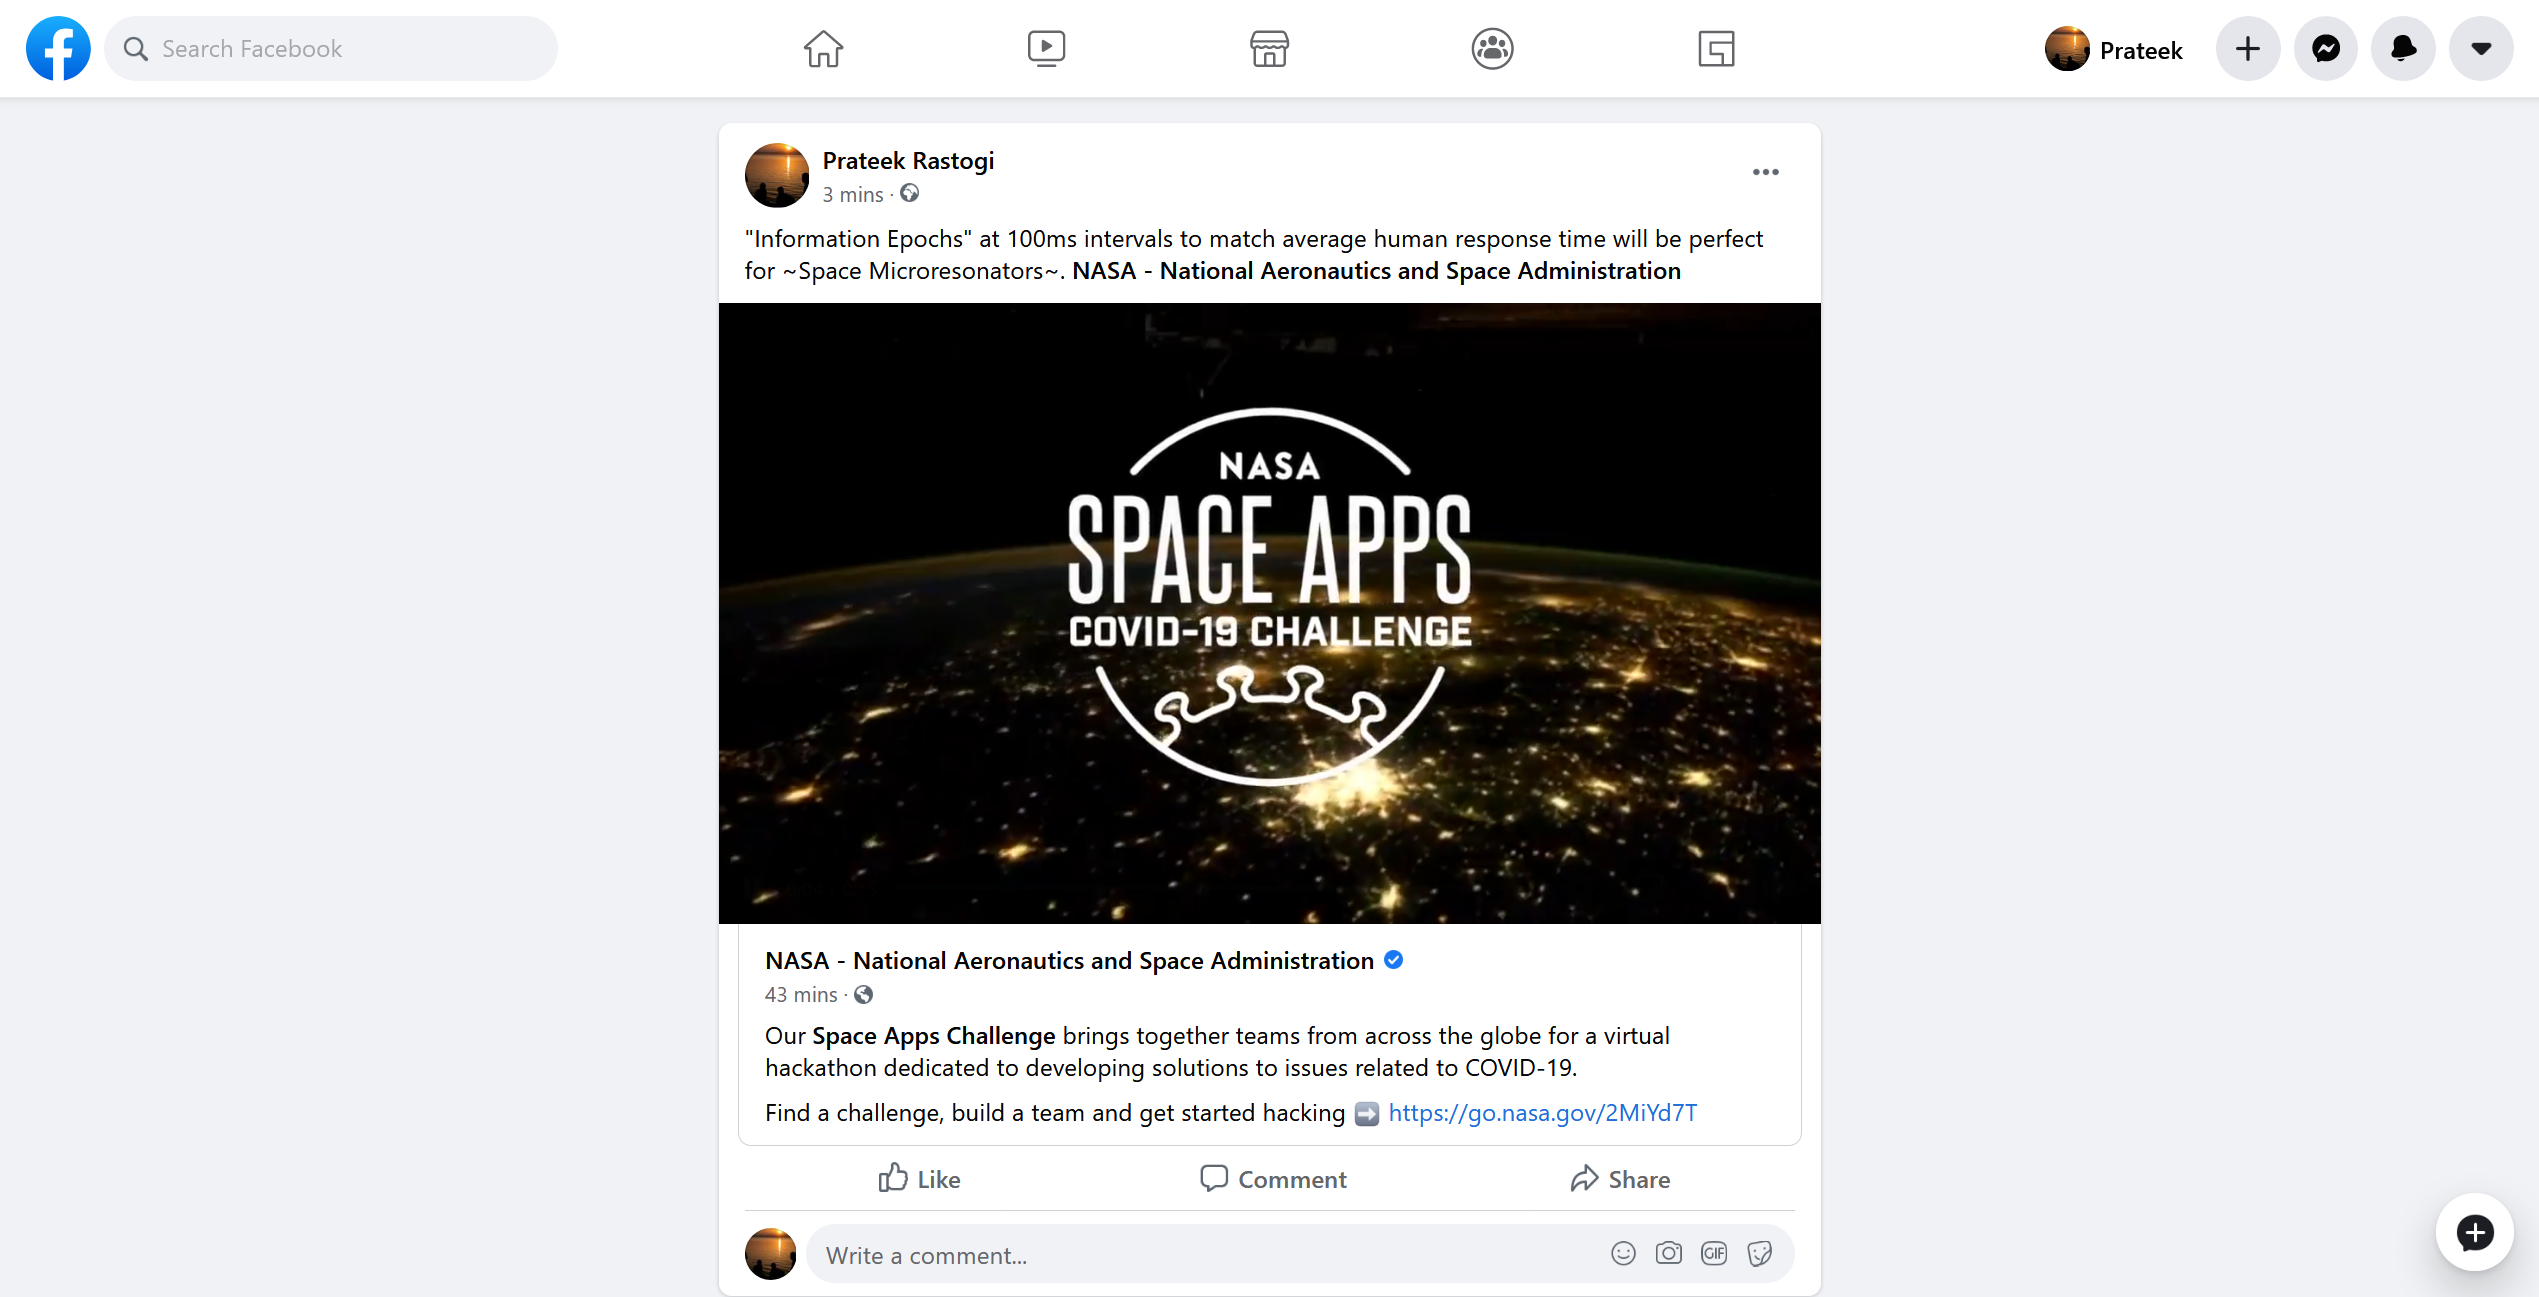 Search Facebook
Prateek
Prateek Rastogi
3 mins ·
"Information Epochs" at 100ms intervals to match average human response time will be perfect
for ~Space Microresonators~. NASA - National Aeronautics and Space Administration
NASA
SPACE APPS
COVID-19 CHALLENGE
NASA - National Aeronautics and Space Administration
43 mins ·
Our Space Apps Challenge brings together teams from across the globe for a virtual
hackathon dedicated to developing solutions to issues related to COVID-19.
Find a challenge, build a team and get started hacking ➡ https://go.nasa.gov/2MiYd7T
Like
Comment
Share
Write a comment...
GIF